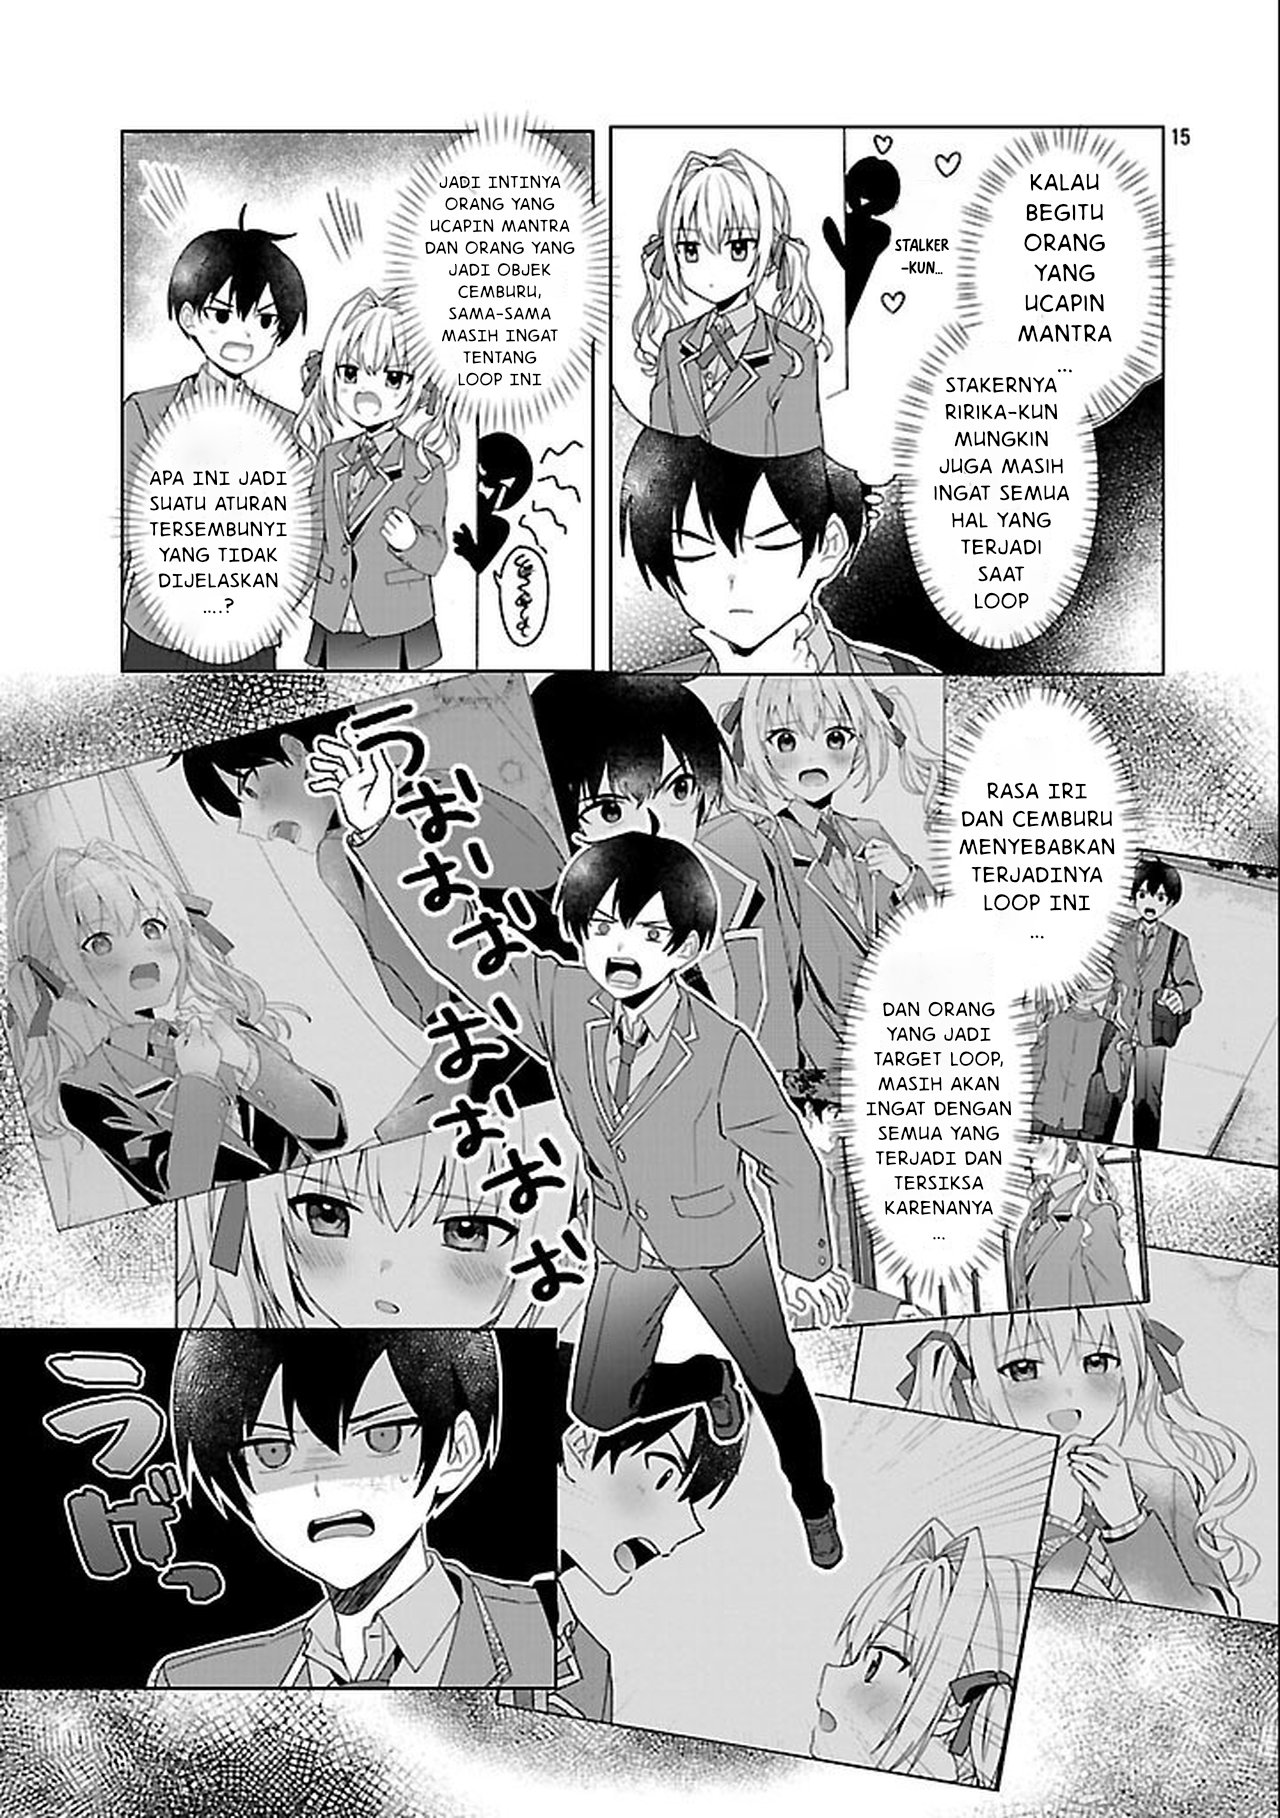 15
KALAU
BEGITU
ORANG
YANG
UCAPIN
MANTRA
...
STALKER
-KUN...
STAKERNYA
RIRIKA-KUN
MUNGKIN
JUGA MASIH
INGAT SEMUA
HAL YANG
TERJADI
SAAT
LOOP
JADI INTINYA
ORANG YANG
UCAPIN MANTRA
DAN ORANG YANG
JADI OBJEK
CEMBURU,
SAMA-SAMA
MASIH INGAT
TENTANG
LOOP INI
APA INI JADI
SUATU ATURAN
TERSEMBUNYI
YANG TIDAK
DIJELASKAN
....?
RASA IRI
DAN CEMBURU
MENYEBABKAN
TERJADINYA
LOOP INI
...
DAN ORANG
YANG JADI
TARGET LOOP,
MASIH AKAN
INGAT DENGAN
SEMUA YANG
TERJADI DAN
TERSIKSA
KARENANYA
...
うおおおおおおお
うげっ